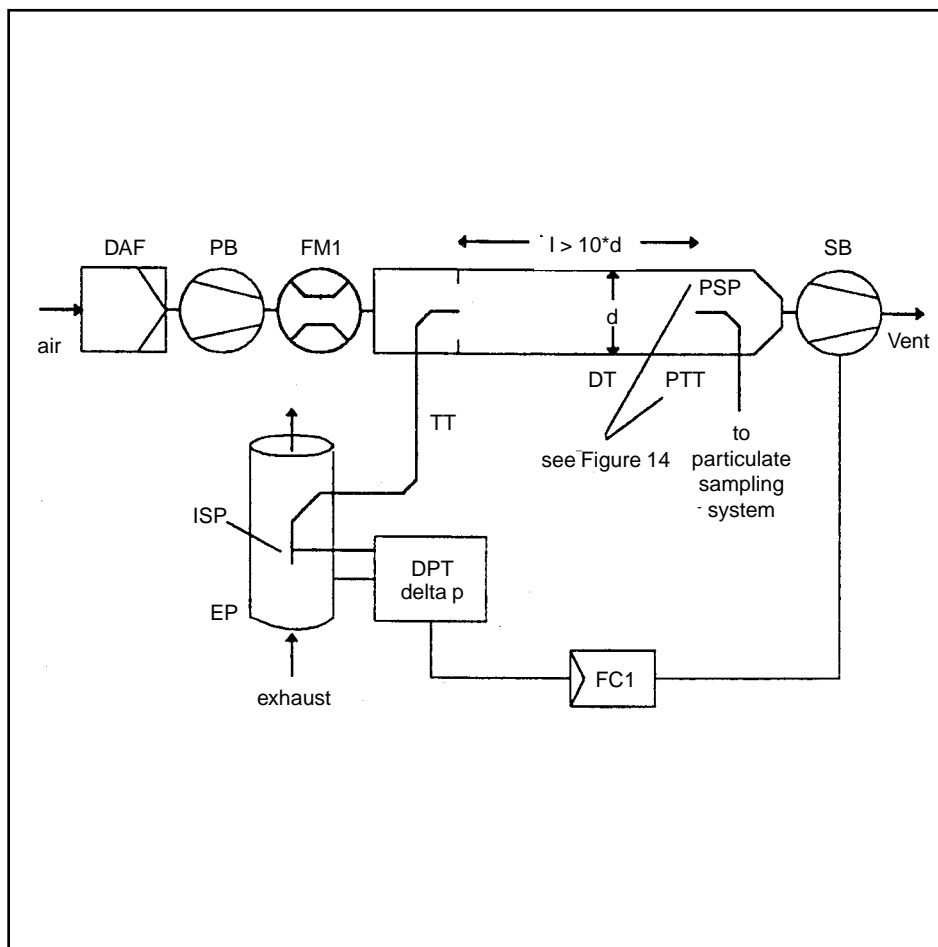 l > 10*d
DAF
PB
FM1
SB
PSP
d
air
Vent
DT
PTT
TT
see Figure 14
to
particulate
sampling
system
ISP
DPT
delta p
EP
FC1
exhaust